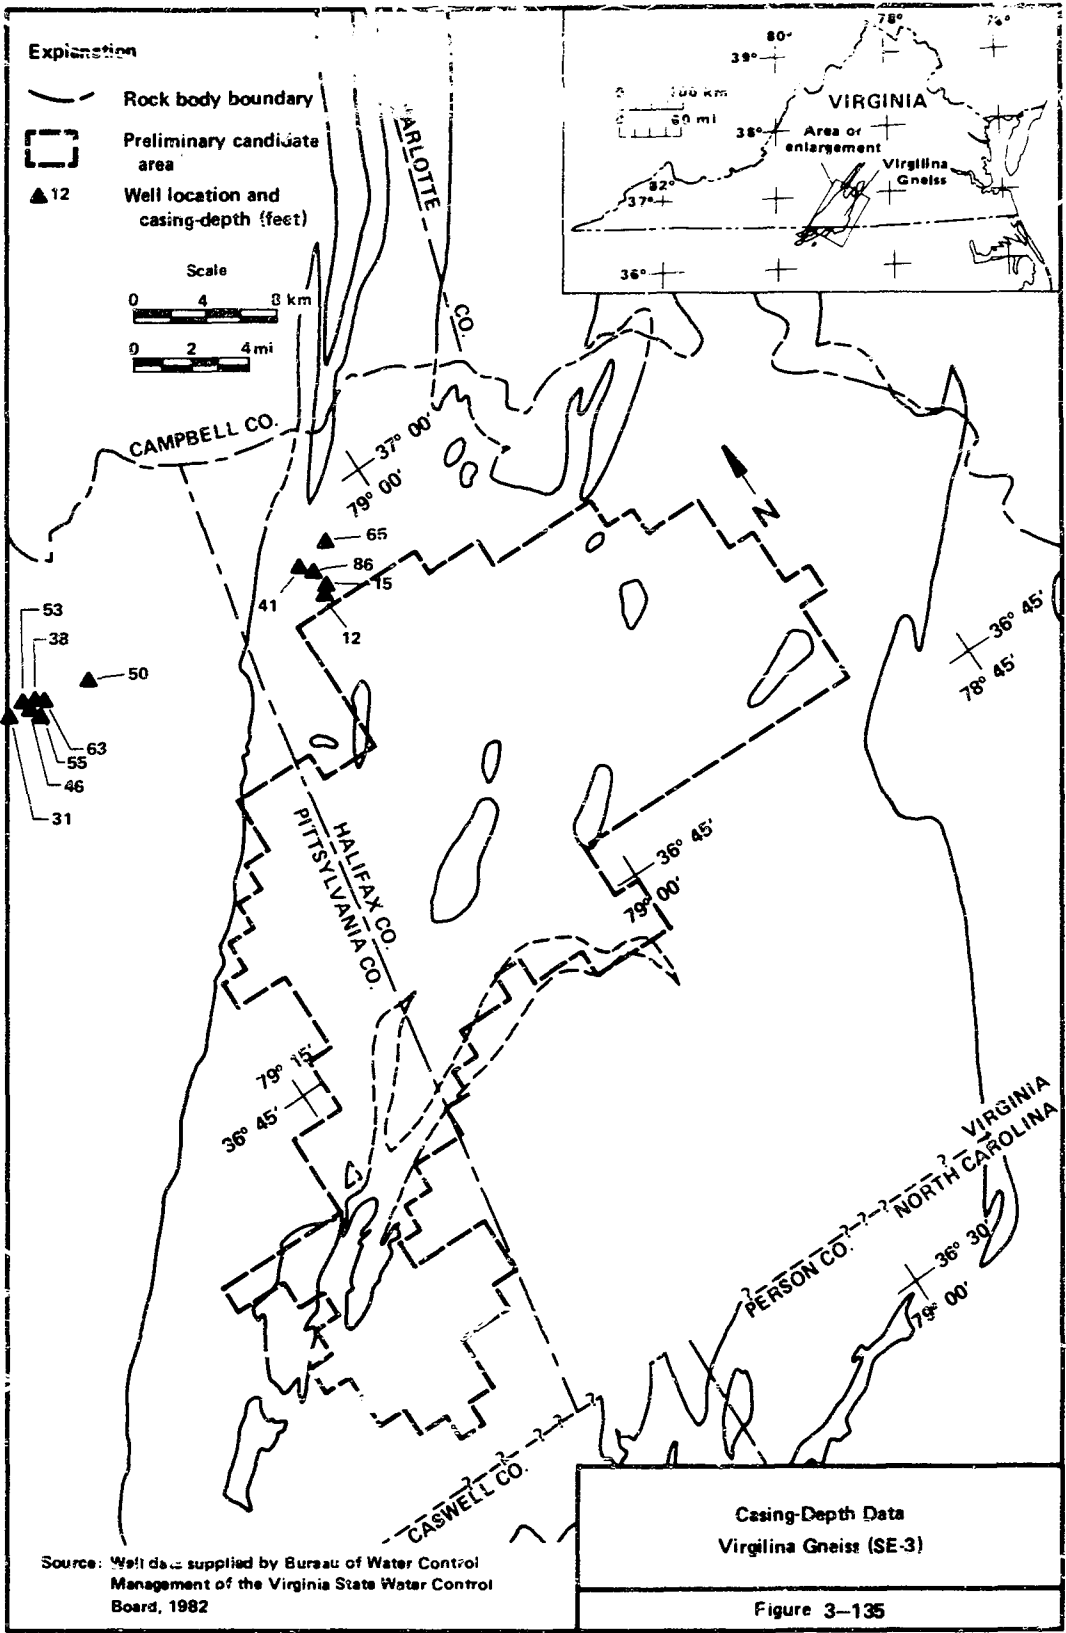 Explanation
Rock body boundary
Preliminary candidate
area
12
Well location and
casing-depth (feet)
Scale
0 4 8 km
0 2 4 mi
80° 78° 76°
39°
0 100 km
0 60 mi
VIRGINIA
38°
Area of
enlargement
Virgilina
Gneiss
82°
37°
36°
ARLOTTE
CO.
CAMPBELL CO.
37° 00'
79° 00'
N
65
86
15
41
12
53
38
50
63
55
46
31
36° 45'
78° 45'
HALIFAX CO.
PITTSYLVANIA CO.
36° 45'
79° 00'
79° 15'
36° 45'
VIRGINIA
NORTH CAROLINA
PERSON CO.
36° 30
79° 00'
CASWELL CO.
Source: Well data supplied by Bureau of Water Control
Management of the Virginia State Water Control
Board, 1982
Casing-Depth Data
Virgilina Gneiss (SE-3)
Figure 3-135